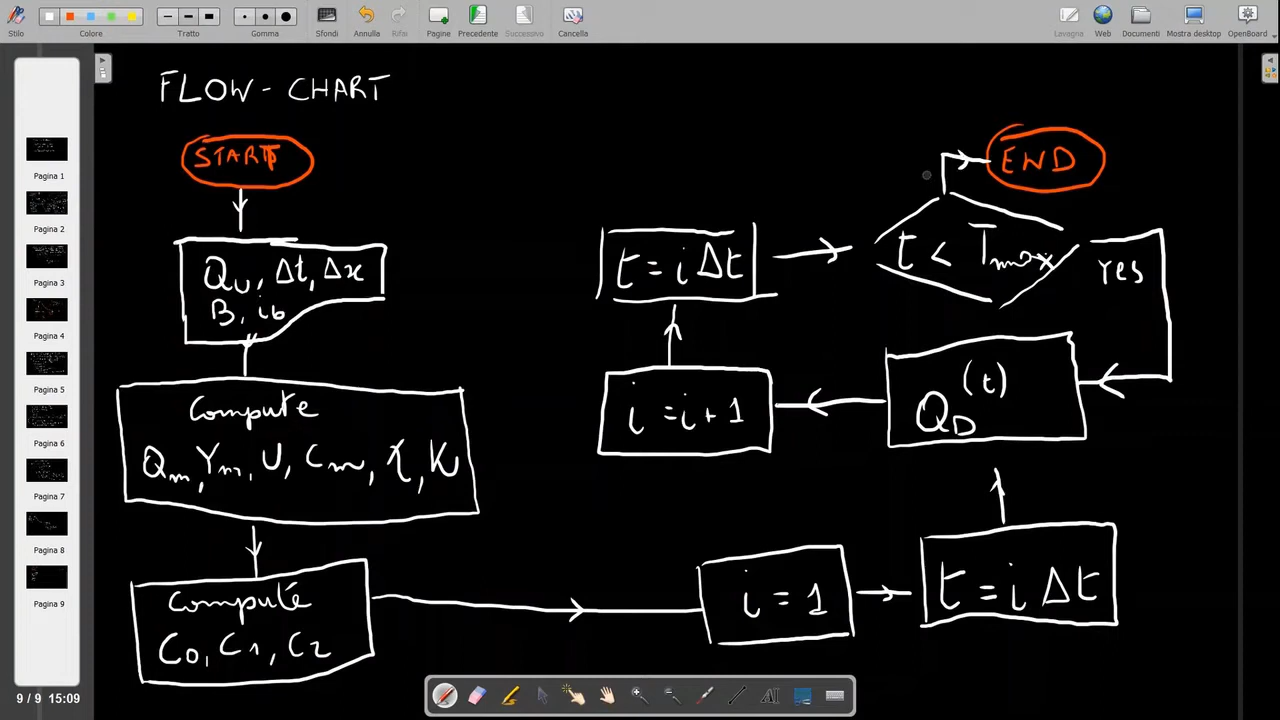 Stilo
Colore
Tratto
Gomma
Sfondi
Annulla
Rifai
Pagine
Precedente
Successivo
Cancella
Lavagna
Web
Documenti
Mostra desktop
OpenBoard
Pagina 1
Pagina 2
Pagina 3
Pagina 4
Pagina 5
Pagina 6
Pagina 7
Pagina 8
Pagina 9
9 / 9 15:09
FLOW - CHART
START
QU, Δt, Δx
B, ib
Compute
Qm, Ym, U, Cm, X, K
Compute
C0, C1, C2
i = 1
t = i Δt
QD(t)
i = i + 1
t = i Δt
t < Tmax
Yes
END